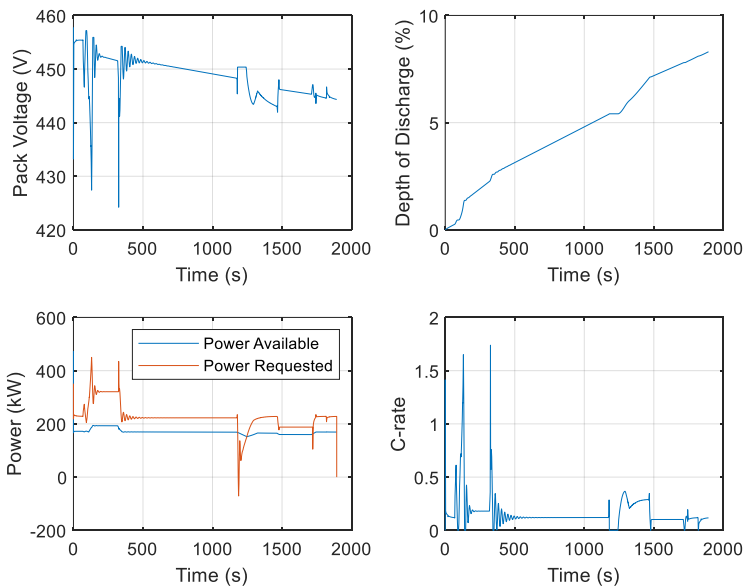 460
450
440
430
420
Pack Voltage (V)
0 500 1000 1500 2000
Time (s)
10
5
0
Depth of Discharge (%)
0 500 1000 1500 2000
Time (s)
600
400
200
0
-200
Power (kW)
Power Available
Power Requested
0 500 1000 1500 2000
Time (s)
2
1.5
1
0.5
0
C-rate
0 500 1000 1500 2000
Time (s)